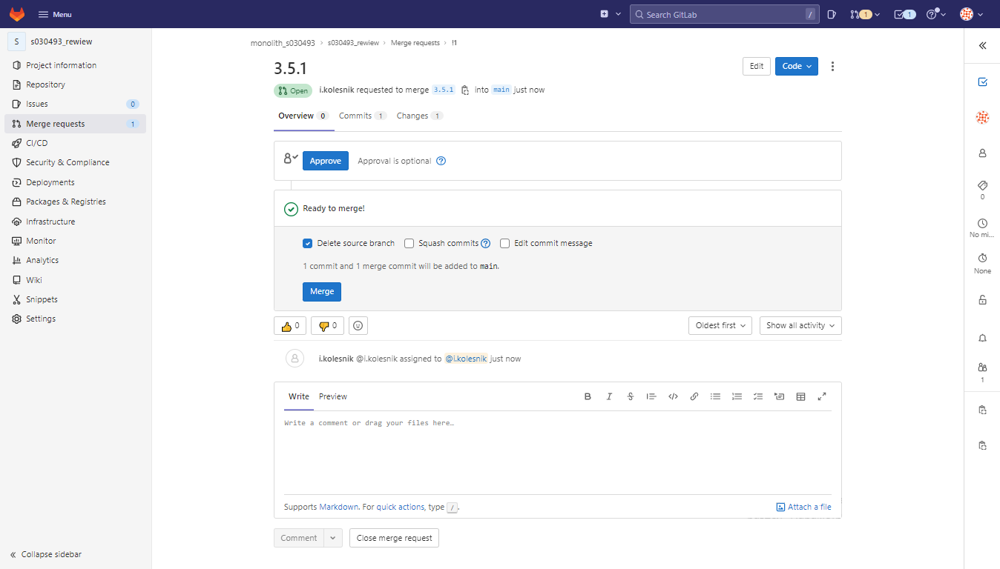 Menu
Search GitLab /
1
1
S s030493_rewiew
Project information
Repository
Issues 0
Merge requests 1
CI/CD
Security & Compliance
Deployments
Packages & Registries
Infrastructure
Monitor
Analytics
Wiki
Snippets
Settings
Collapse sidebar
monolith_s030493 › s030493_rewiew › Merge requests › !1
3.5.1
Edit
Code
Open i.kolesnik requested to merge 3.5.1 into main just now
Overview 0 Commits 1 Changes 1
Approve Approval is optional
Ready to merge!
Delete source branch Squash commits Edit commit message
1 commit and 1 merge commit will be added to main.
Merge
0 0 Oldest first Show all activity
i.kolesnik @i.kolesnik assigned to @i.kolesnik just now
Write Preview
Write a comment or drag your files here…
Supports Markdown. For quick actions, type /.
Attach a file
Comment Close merge request
0
No mi...
None
1